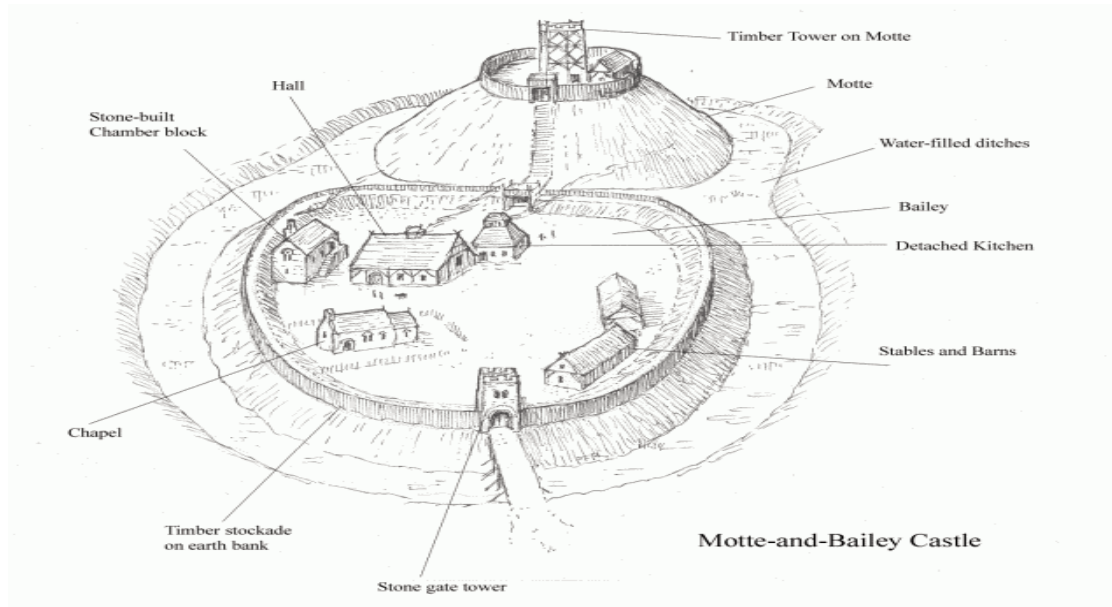 Timber Tower on Motte
Hall
Motte
Stone-built
Chamber block
Water-filled ditches
Bailey
Detached Kitchen
Stables and Barns
Chapel
Timber stockade
on earth bank
Motte-and-Bailey Castle
Stone gate tower